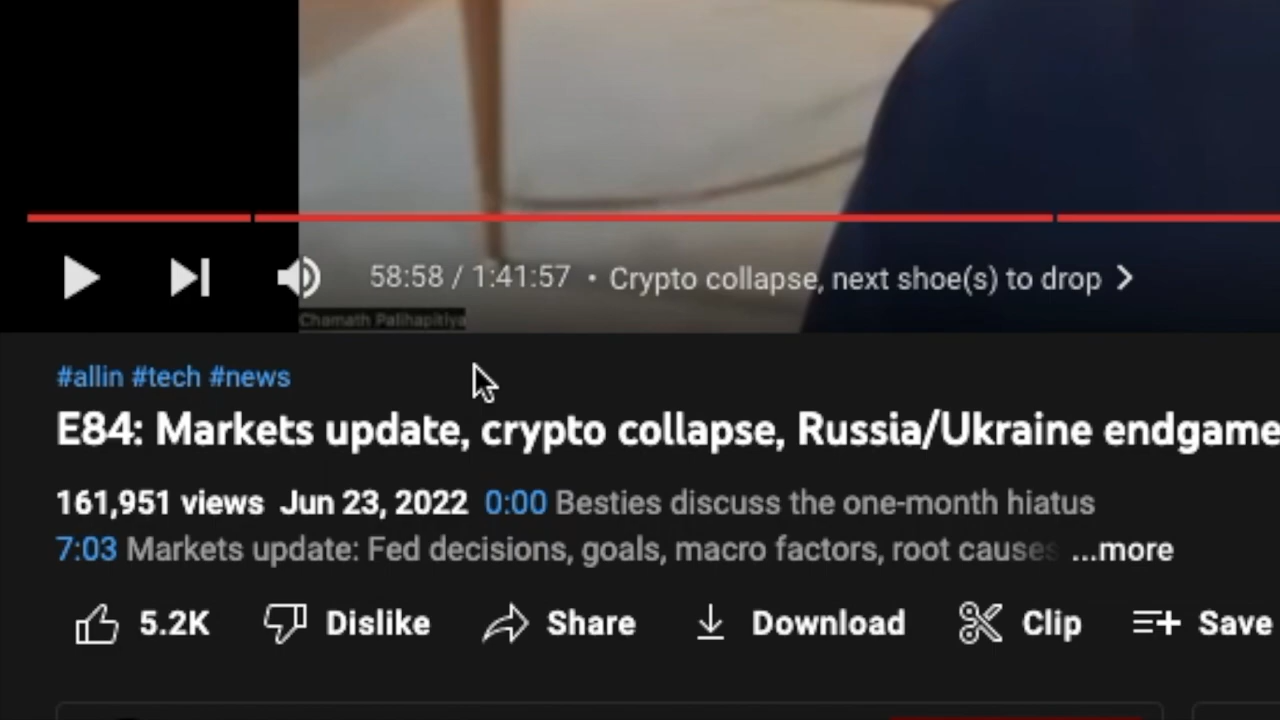 58:58 / 1:41:57 • Crypto collapse, next shoe(s) to drop
Chamath Palihapitiya
#allin #tech #news
E84: Markets update, crypto collapse, Russia/Ukraine endgame
161,951 views Jun 23, 2022 0:00 Besties discuss the one-month hiatus
7:03 Markets update: Fed decisions, goals, macro factors, root causes ...more
5.2K Dislike Share Download Clip Save